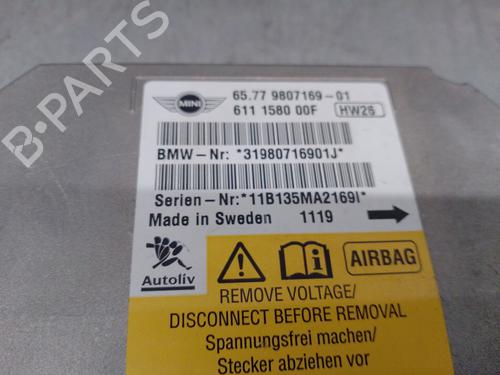 B-PARTS
MINI
65.77 9807169-01
611 1580 00F
HW26
BMW-Nr: *31980716901J*
Serien-Nr:*11B135MA2169I*
Made in Sweden 1119
Autoliv
AIRBAG
REMOVE VOLTAGE/
DISCONNECT BEFORE REMOVAL
Spannungsfrei machen/
Stecker abziehen vor